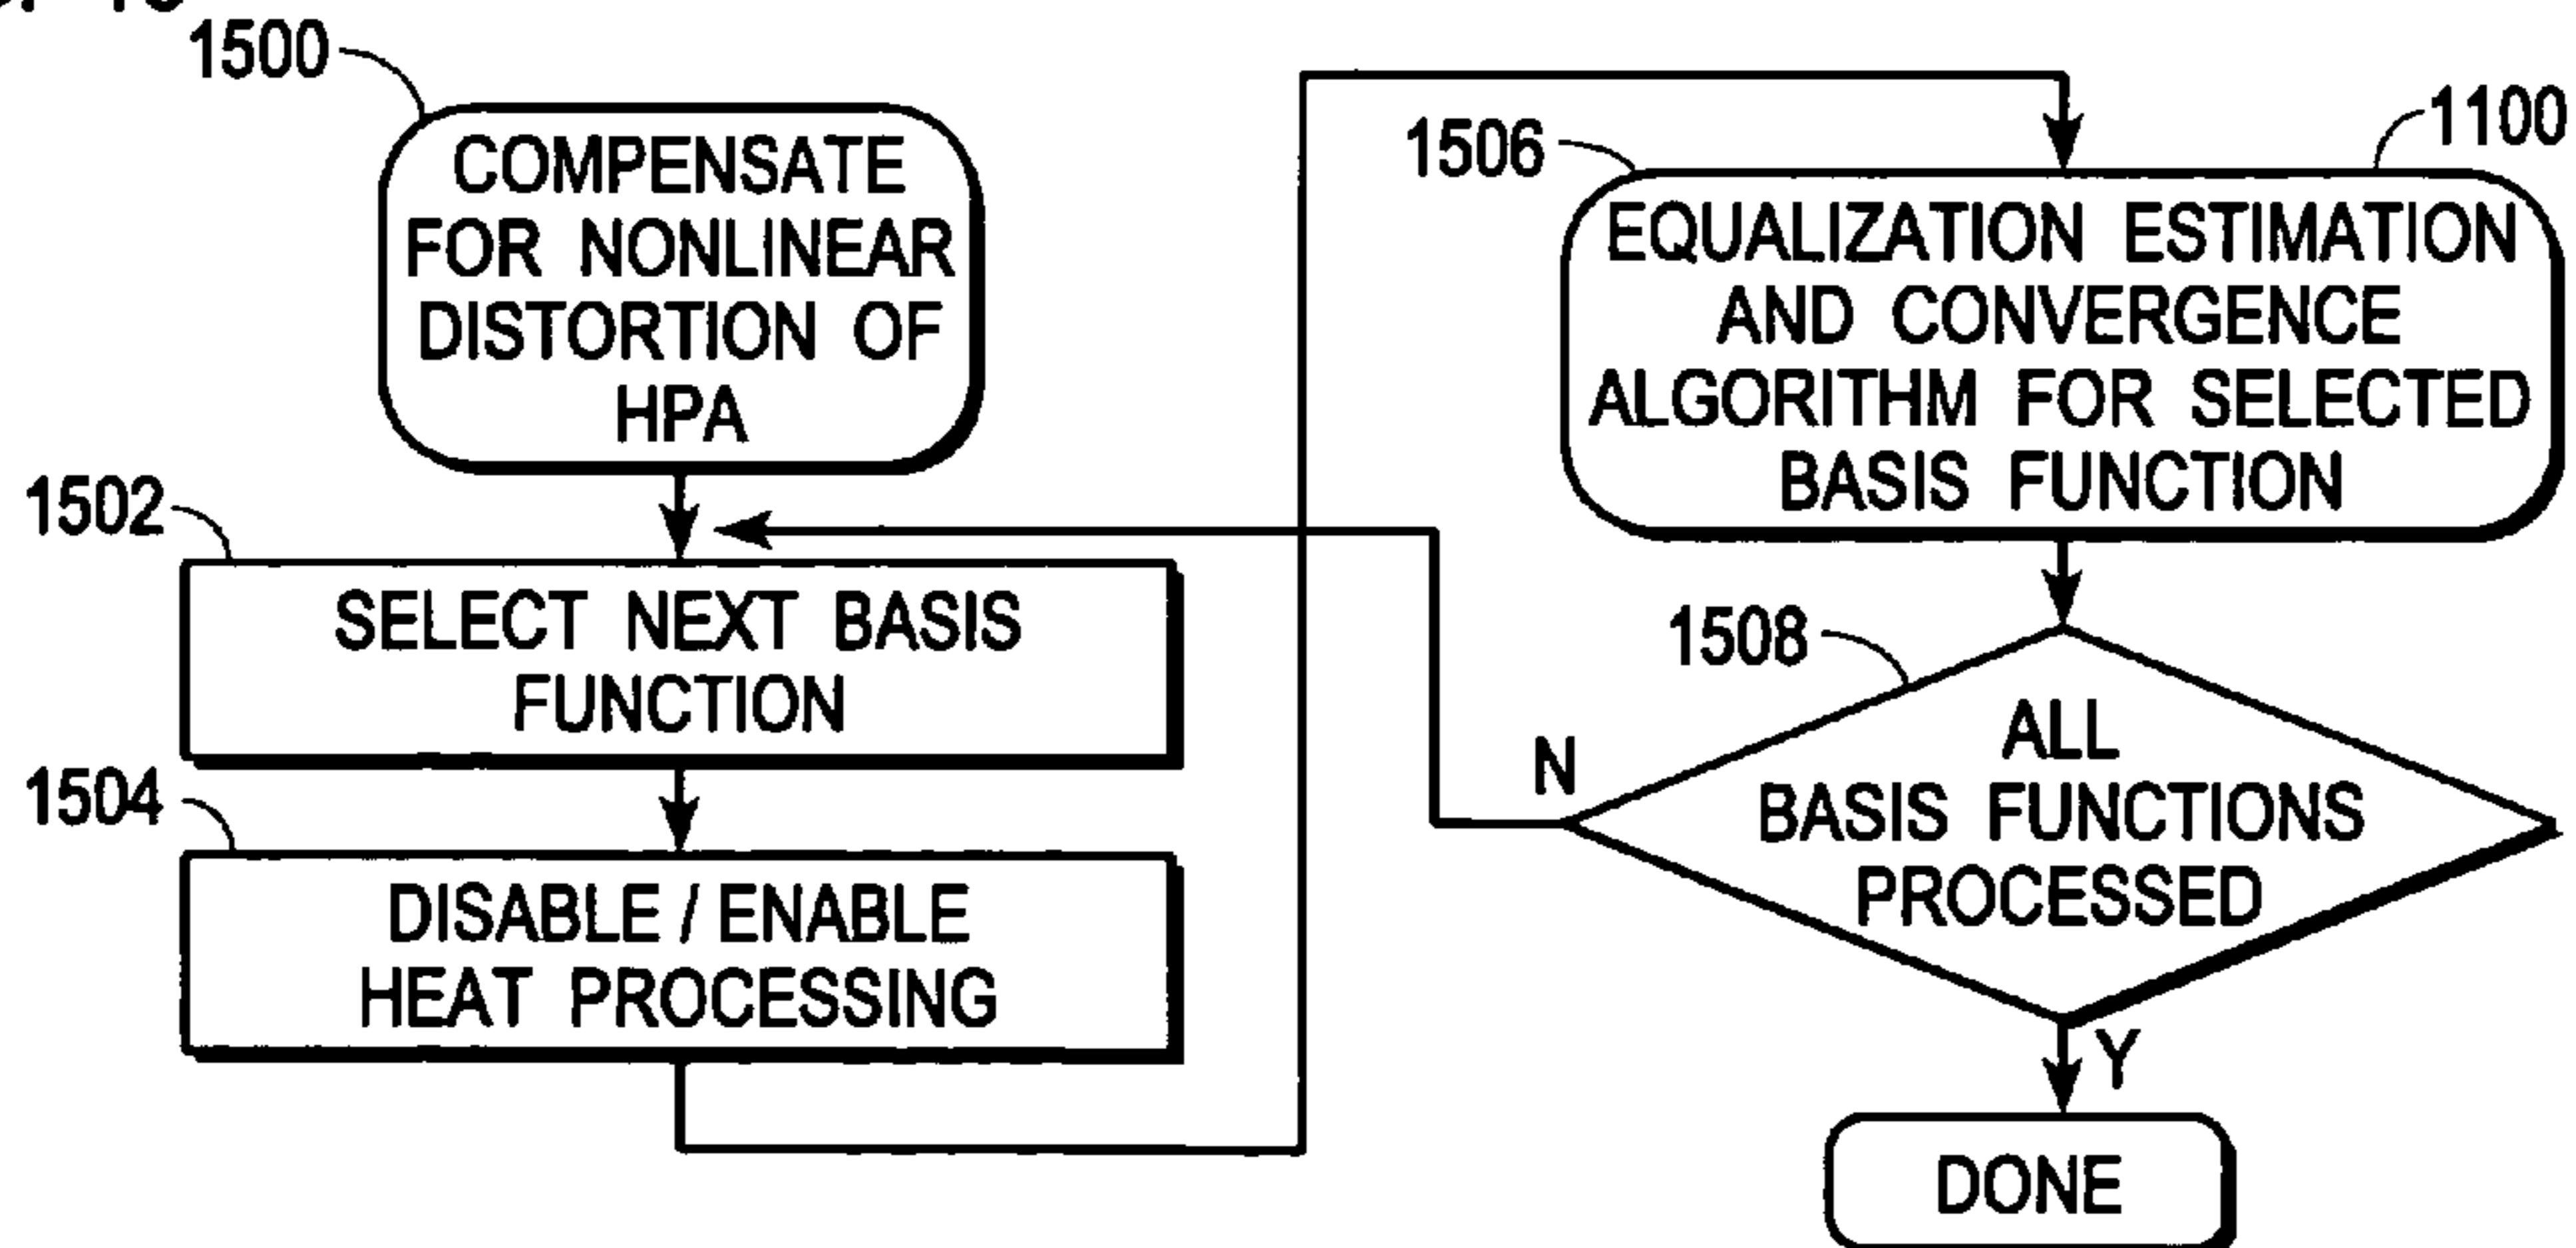 1500
COMPENSATE
FOR NONLINEAR
DISTORTION OF
HPA
1502
SELECT NEXT BASIS
FUNCTION
1504
DISABLE / ENABLE
HEAT PROCESSING
1506
1100
EQUALIZATION ESTIMATION
AND CONVERGENCE
ALGORITHM FOR SELECTED
BASIS FUNCTION
1508
ALL
BASIS FUNCTIONS
PROCESSED
N
Y
DONE